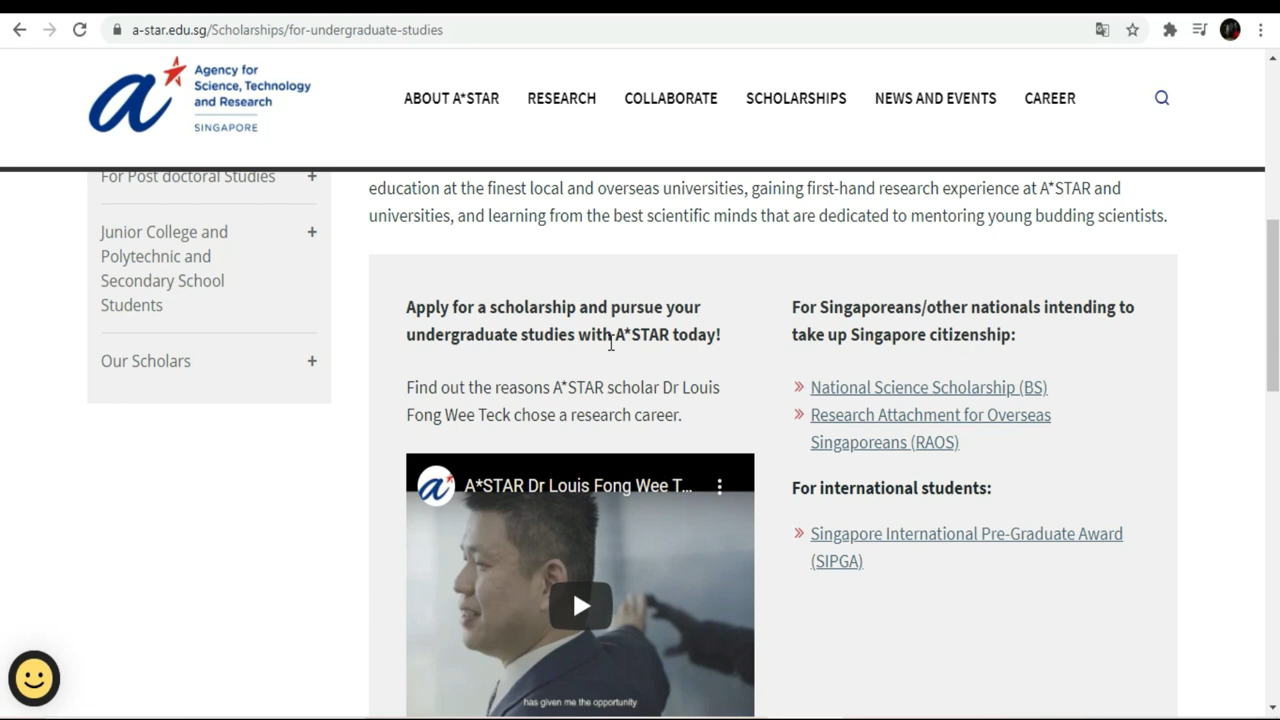 a-star.edu.sg/Scholarships/for-undergraduate-studies
a
Agency for
Science, Technology
and Research
SINGAPORE
ABOUT A*STAR
RESEARCH
COLLABORATE
SCHOLARSHIPS
NEWS AND EVENTS
CAREER
For Post doctoral Studies +
Junior College and +
Polytechnic and
Secondary School
Students
Our Scholars +
education at the finest local and overseas universities, gaining first-hand research experience at A*STAR and
universities, and learning from the best scientific minds that are dedicated to mentoring young budding scientists.
Apply for a scholarship and pursue your
undergraduate studies with A*STAR today!
Find out the reasons A*STAR scholar Dr Louis
Fong Wee Teck chose a research career.
a
A*STAR Dr Louis Fong Wee T...
has given me the opportunity
For Singaporeans/other nationals intending to
take up Singapore citizenship:
National Science Scholarship (BS)
Research Attachment for Overseas
Singaporeans (RAOS)
For international students:
Singapore International Pre-Graduate Award
(SIPGA)